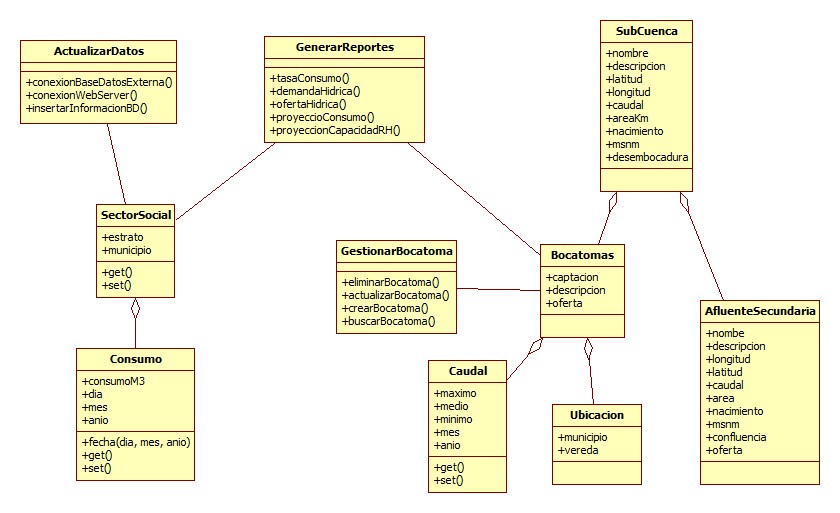 ActualizarDatos
+conexionBaseDatosExterna()
+conexionWebServer()
+insertarInformacionBD()
GenerarReportes
+tasaConsumo()
+demandaHidrica()
+ofertaHidrica()
+proyeccioConsumo()
+proyeccionCapacidadRH()
SubCuenca
+nombre
+descripcion
+latitud
+longitud
+caudal
+areaKm
+nacimiento
+msnm
+desembocadura
SectorSocial
+estrato
+municipio
+get()
+set()
GestionarBocatoma
+eliminarBocatoma()
+actualizarBocatoma()
+crearBocatoma()
+buscarBocatoma()
Bocatomas
+captacion
+descripcion
+oferta
AfluenteSecundaria
+nombe
+descripcion
+longitud
+latitud
+caudal
+area
+nacimiento
+msnm
+confluencia
+oferta
Consumo
+consumoM3
+dia
+mes
+anio
+fecha(dia, mes, anio)
+get()
+set()
Caudal
+maximo
+medio
+minimo
+mes
+anio
+get()
+set()
Ubicacion
+municipio
+vereda